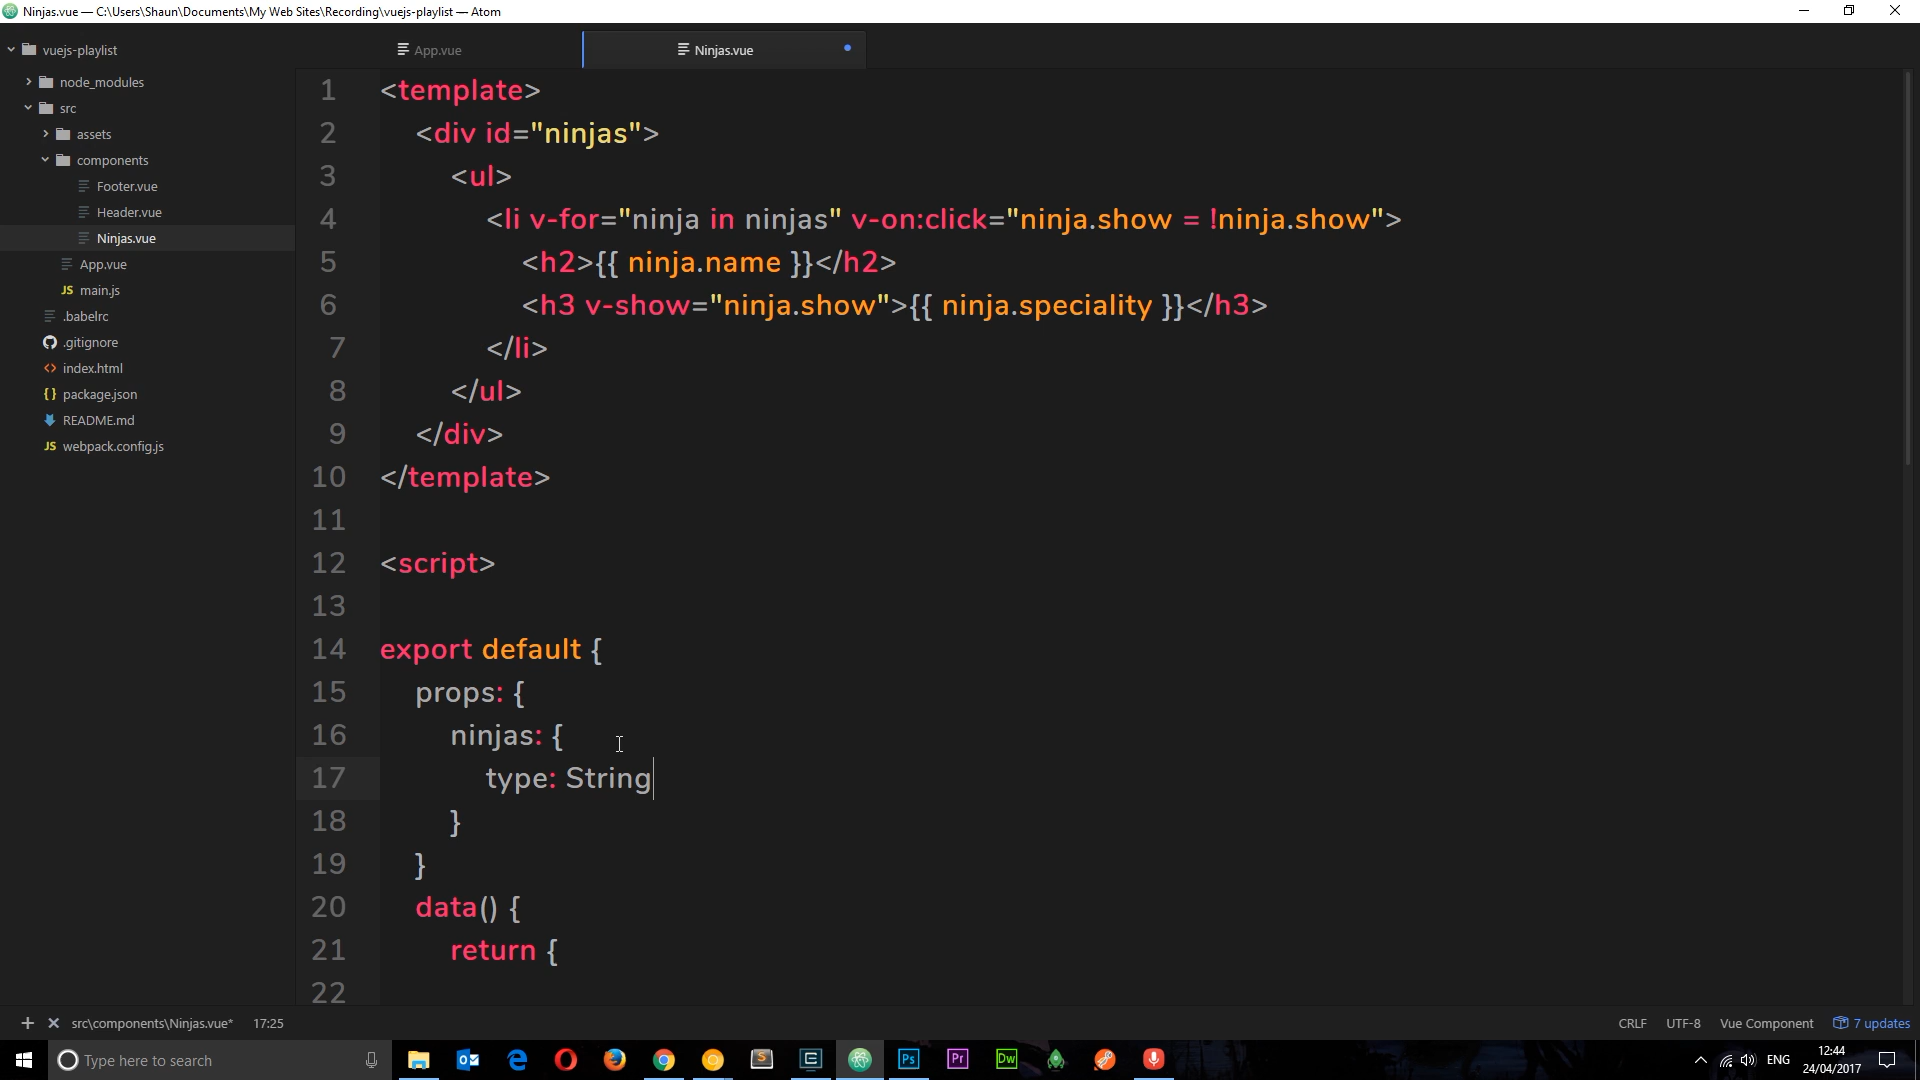 Ninjas.vue — C:\Users\Shaun\Documents\My Web Sites\Recording\vuejs-playlist — Atom
vuejs-playlist
node_modules
src
assets
components
Footer.vue
Header.vue
Ninjas.vue
App.vue
JS main.js
.babelrc
.gitignore
<> index.html
{} package.json
README.md
JS webpack.config.js
App.vue
Ninjas.vue
1 <template>
2 <div id="ninjas">
3 <ul>
4 <li v-for="ninja in ninjas" v-on:click="ninja.show = !ninja.show">
5 <h2>{{ ninja.name }}</h2>
6 <h3 v-show="ninja.show">{{ ninja.speciality }}</h3>
7 </li>
8 </ul>
9 </div>
10 </template>
11
12 <script>
13
14 export default {
15 props: {
16 ninjas: {
17 type: String
18 }
19 }
20 data() {
21 return {
22
src\components\Ninjas.vue* 17:25
CRLF UTF-8 Vue Component 7 updates
Type here to search
Ps
Pr
Dw
ENG
12:44
24/04/2017